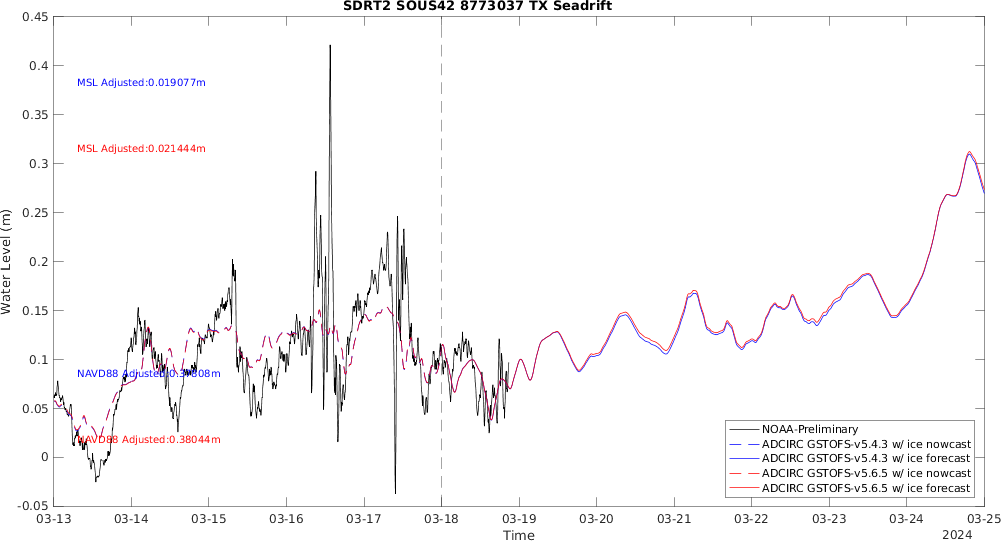 SDRT2 SOUS42 8773037 TX Seadrift
Water Level (m)
0.45
0.4
0.35
0.3
0.25
0.2
0.15
0.1
0.05
0
-0.05
MSL Adjusted:0.019077m
MSL Adjusted:0.021444m
NAVD88 Adjusted:0.37808m
NAVD88 Adjusted:0.38044m
NOAA-Preliminary
ADCIRC GSTOFS-v5.4.3 w/ ice nowcast
ADCIRC GSTOFS-v5.4.3 w/ ice forecast
ADCIRC GSTOFS-v5.6.5 w/ ice nowcast
ADCIRC GSTOFS-v5.6.5 w/ ice forecast
03-13 03-14 03-15 03-16 03-17 03-18 03-19 03-20 03-21 03-22 03-23 03-24 03-25
Time
2024